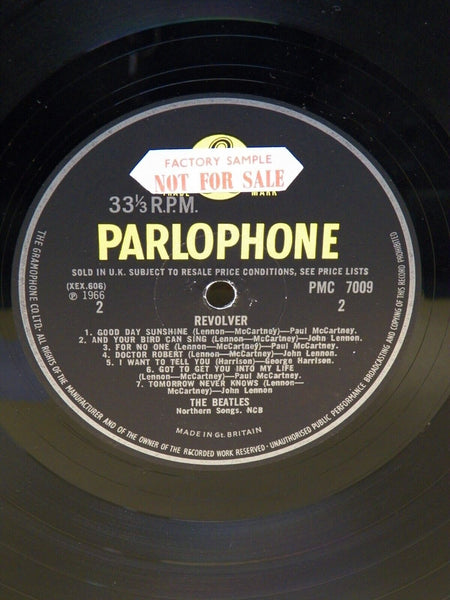 FACTORY SAMPLE
NOT FOR SALE
TRADE MARK
33⅓ R.P.M.
PARLOPHONE
SOLD IN U.K. SUBJECT TO RESALE PRICE CONDITIONS, SEE PRICE LISTS
(XEX.606) PMC 7009
℗ 1966
2 2
REVOLVER
1. GOOD DAY SUNSHINE (Lennon—McCartney)—Paul McCartney.
2. AND YOUR BIRD CAN SING (Lennon—McCartney)—John Lennon.
3. FOR NO ONE (Lennon—McCartney)—Paul McCartney.
4. DOCTOR ROBERT (Lennon—McCartney)—John Lennon.
5. I WANT TO TELL YOU (Harrison)—George Harrison.
6. GOT TO GET YOU INTO MY LIFE
(Lennon—McCartney)—Paul McCartney.
7. TOMORROW NEVER KNOWS (Lennon—
McCartney)—John Lennon
THE BEATLES
Northern Songs. NCB
MADE IN Gt. BRITAIN
THE GRAMOPHONE CO. LTD. ALL RIGHTS OF THE MANUFACTURER AND OF THE OWNER OF THE RECORDED WORK RESERVED · UNAUTHORISED PUBLIC PERFORMANCE BROADCASTING AND COPYING OF THIS RECORD PROHIBITED